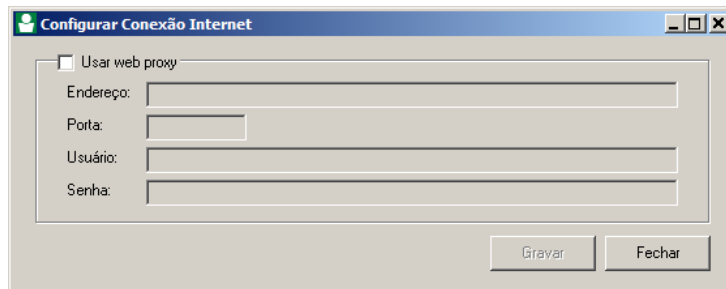 Configurar Conexão Internet
Usar web proxy
Endereço:
Porta:
Usuário:
Senha:
Gravar Fechar